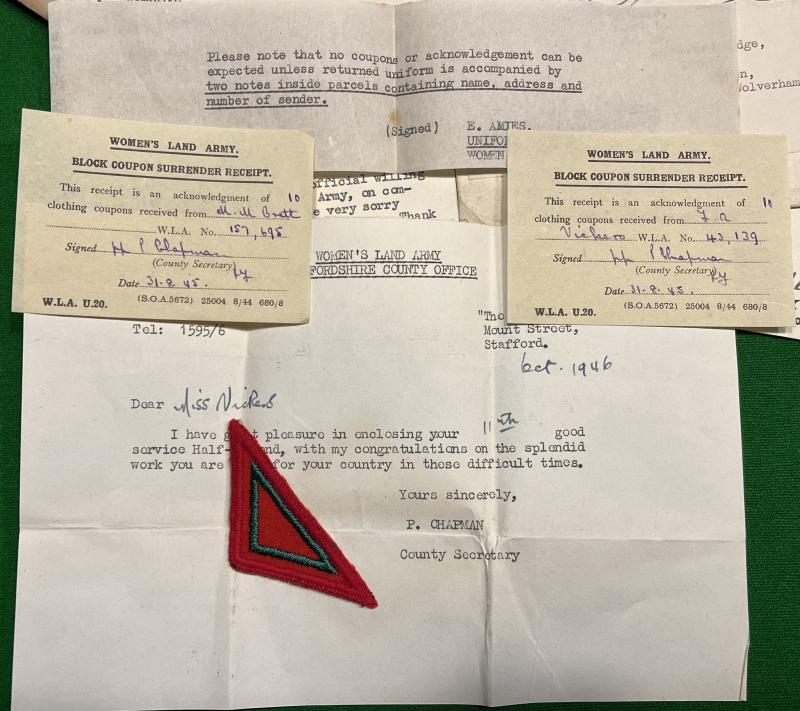 Please note that no coupons or acknowledgement can be
expected unless returned uniform is accompanied by
two notes inside parcels containing name, address and
number of sender.
(Signed) E. AMIES.
UNIFO
WOMEN
dge,
n,
Wolverham
WOMEN'S LAND ARMY.
BLOCK COUPON SURRENDER RECEIPT.
This receipt is an acknowledgment of 10
clothing coupons received from M. M Brett
W.L.A. No. 157,695
Signed pp P Chapman
(County Secretary)
Date 31.8.45.
W.L.A. U.20. (S.O.A.5672) 25004 8/44 680/8
WOMEN'S LAND ARMY.
BLOCK COUPON SURRENDER RECEIPT.
This receipt is an acknowledgment of 10
clothing coupons received from
Vickers W.L.A. No. 43,139
Signed pp P Chapman
(County Secretary)
Date 31.8.45.
W.L.A. U.20. (S.O.A.5672) 25004 8/44 680/8
official willing
Army, on com-
e very sorry
Thank
WOMEN'S LAND ARMY
FORDSHIRE COUNTY OFFICE
Tel: 1595/6
"The
Mount Street,
Stafford.
Oct. 1946
Dear Miss Vickers
I have g t pleasure in enclosing your 11th good
service Half- nd, with my congratulations on the splendid
work you are for your country in these difficult times.
Yours sincerely,
P. CHAPMAN
County Secretary